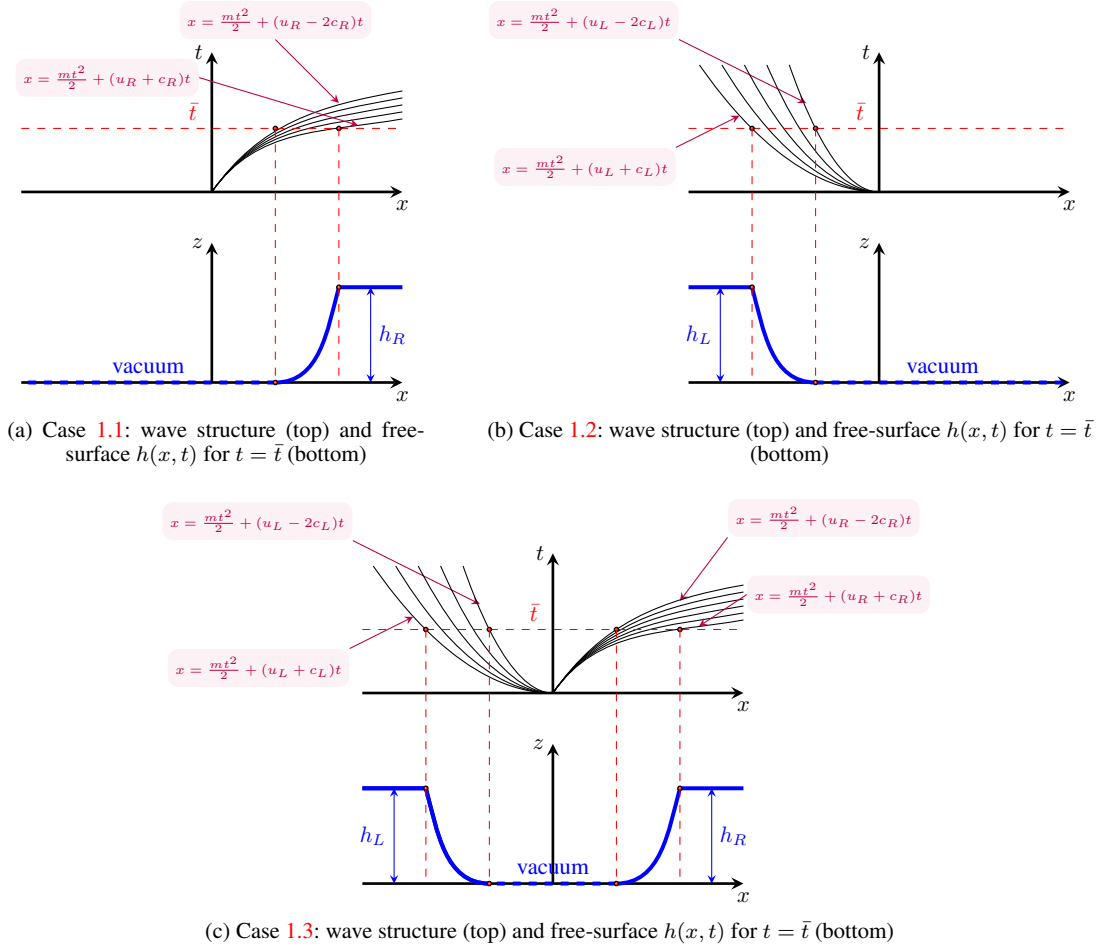 x = mt²/2 + (u_R − 2c_R)t
x = mt²/2 + (u_R + c_R)t
t
t̄
x
z
h_R
vacuum
x
(a) Case 1.1: wave structure (top) and free-
surface h(x, t) for t = t̄ (bottom)
x = mt²/2 + (u_L − 2c_L)t
t
t̄
x = mt²/2 + (u_L + c_L)t
x
z
h_L
vacuum
x
(b) Case 1.2: wave structure (top) and free-surface h(x, t) for t = t̄
(bottom)
x = mt²/2 + (u_L − 2c_L)t
x = mt²/2 + (u_R − 2c_R)t
t
t̄
x = mt²/2 + (u_R + c_R)t
x = mt²/2 + (u_L + c_L)t
x
z
h_L
h_R
vacuum
x
(c) Case 1.3: wave structure (top) and free-surface h(x, t) for t = t̄ (bottom)